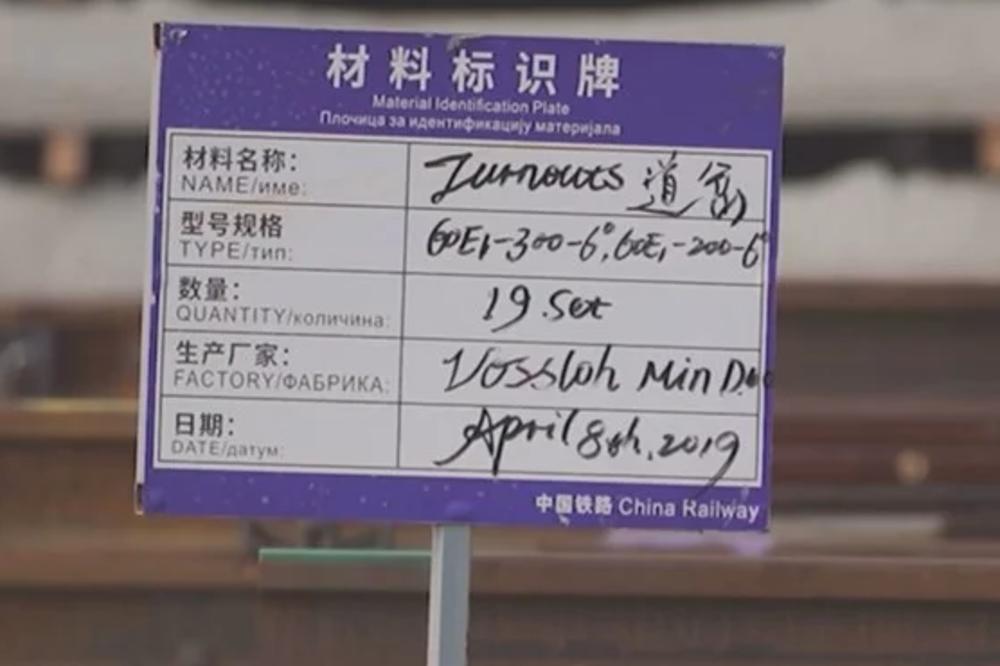 材料标识牌
Material Identification Plate
Плочица за идентификацију материјала
材料名称：
NAME/име:
Turnouts 道岔
型号规格
TYPE/тип:
60E1-300-6°, 60E1-200-6°
数量：
QUANTITY/количина:
19. Set
生产厂家：
FACTORY/ФАБРИКА:
Vossloh Min
日期：
DATE/датум:
April 8th, 2019
中国铁路 China Railway